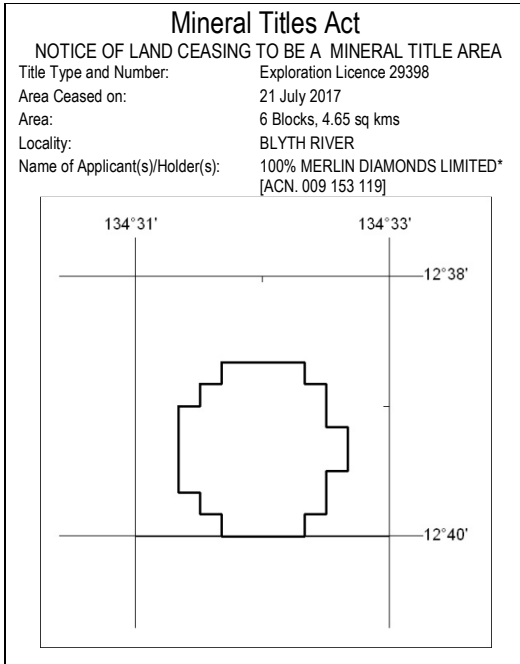 Mineral Titles Act
NOTICE OF LAND CEASING TO BE A MINERAL TITLE AREA
Title Type and Number: Exploration Licence 29398
Area Ceased on: 21 July 2017
Area: 6 Blocks, 4.65 sq kms
Locality: BLYTH RIVER
Name of Applicant(s)/Holder(s): 100% MERLIN DIAMONDS LIMITED*
[ACN. 009 153 119]
134°31' 134°33'
12°38'
12°40'